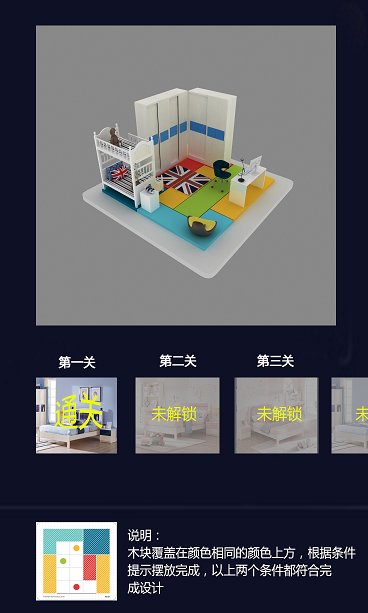 第一关
第二关
第三关
通关
未解锁
未解锁
未
说明：
木块覆盖在颜色相同的颜色上方，根据条件
提示摆放完成，以上两个条件都符合完
成设计